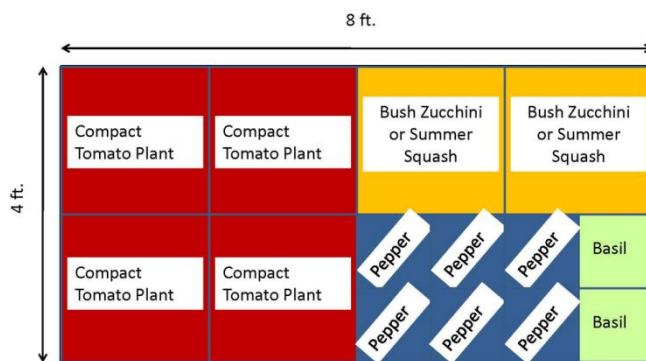 8 ft.
4 ft.
Compact
Tomato Plant
Compact
Tomato Plant
Bush Zucchini
or Summer
Squash
Bush Zucchini
or Summer
Squash
Compact
Tomato Plant
Compact
Tomato Plant
Pepper
Pepper
Pepper
Basil
Pepper
Pepper
Pepper
Basil